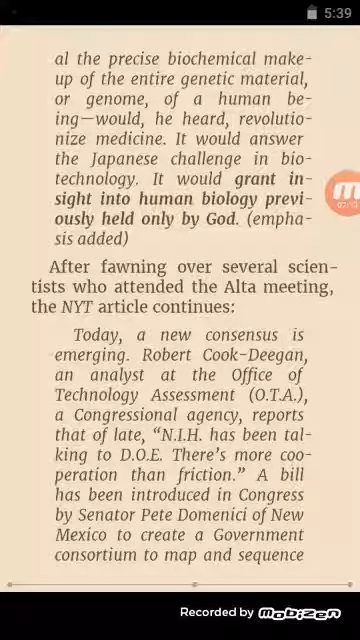 5:39
al the precise biochemical make-
up of the entire genetic material,
or genome, of a human be-
ing—would, he heard, revolutio-
nize medicine. It would answer
the Japanese challenge in bio-
technology. It would grant in-
sight into human biology previ-
ously held only by God. (empha-
sis added)
After fawning over several scien-
tists who attended the Alta meeting,
the NYT article continues:
Today, a new consensus is
emerging. Robert Cook-Deegan,
an analyst at the Office of
Technology Assessment (O.T.A.),
a Congressional agency, reports
that of late, “N.I.H. has been tal-
king to D.O.E. There’s more coo-
peration than friction.” A bill
has been introduced in Congress
by Senator Pete Domenici of New
Mexico to create a Government
consortium to map and sequence
Recorded by mobizen